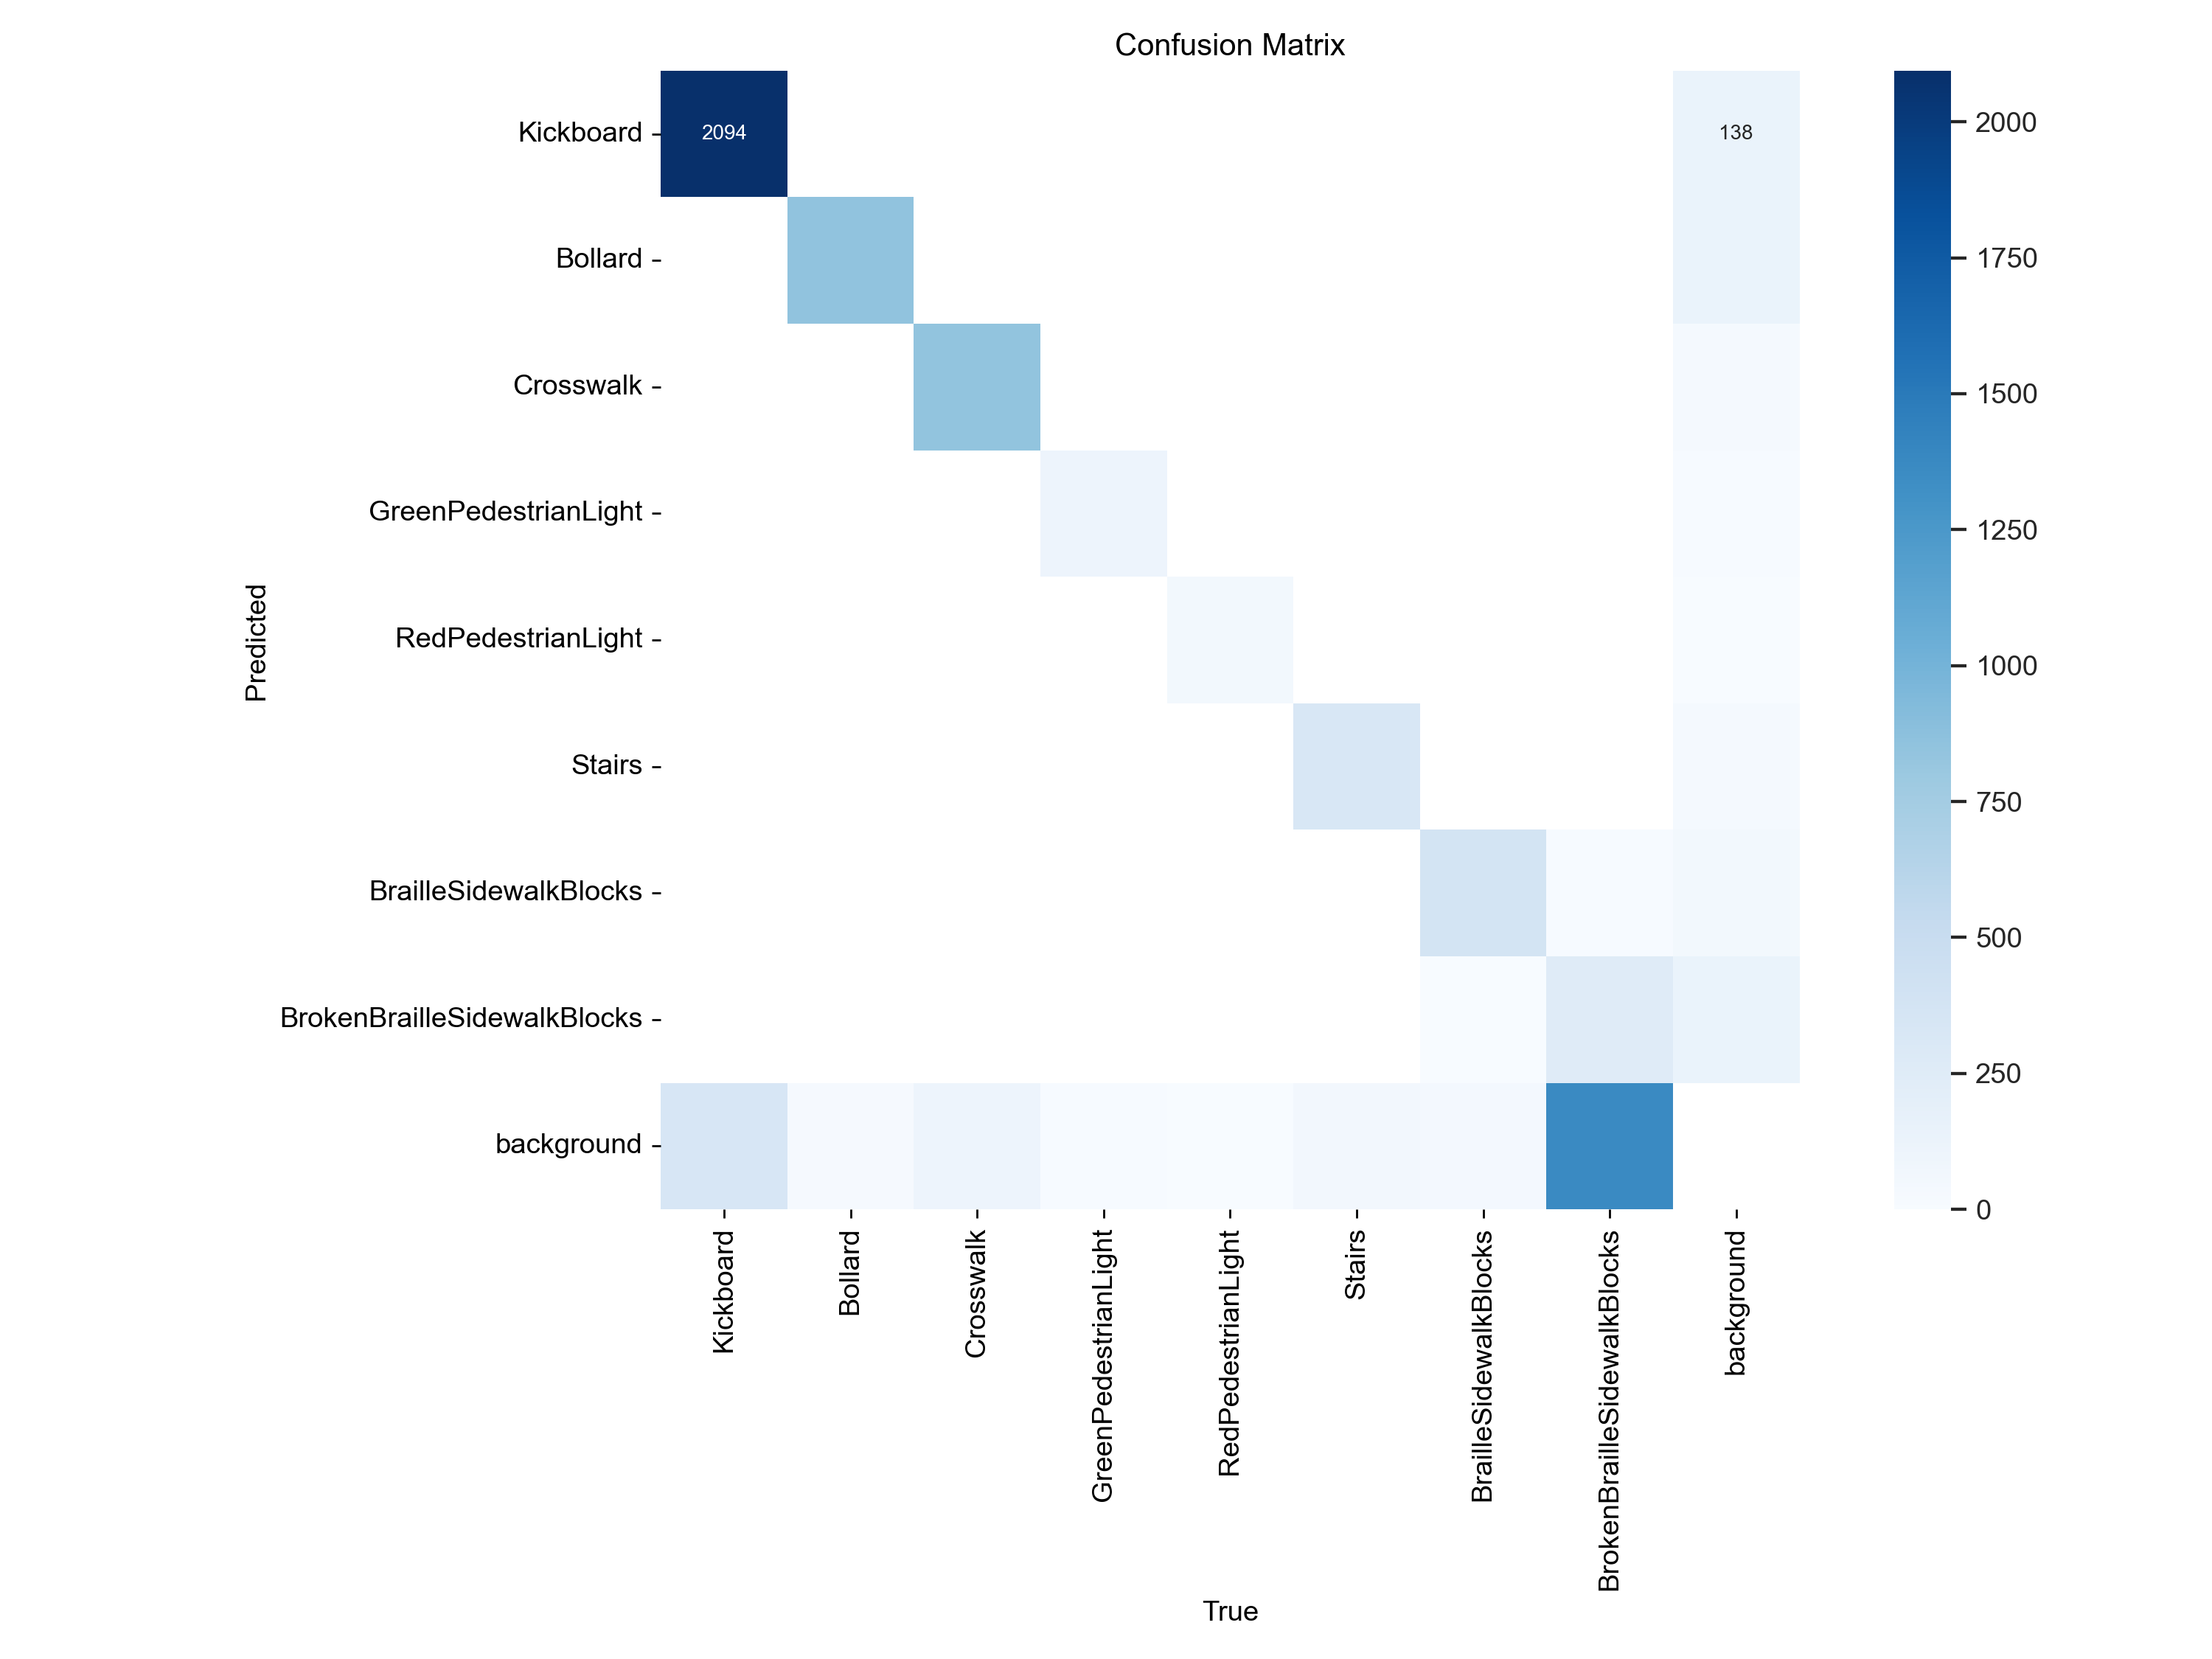 Confusion Matrix
Kickboard
2094
138
2000
Bollard
1750
Crosswalk
1500
GreenPedestrianLight
1250
Predicted
RedPedestrianLight
1000
Stairs
750
BrailleSidewalkBlocks
500
BrokenBrailleSidewalkBlocks
250
background
0
Kickboard
Bollard
Crosswalk
GreenPedestrianLight
RedPedestrianLight
Stairs
BrailleSidewalkBlocks
BrokenBrailleSidewalkBlocks
background
True